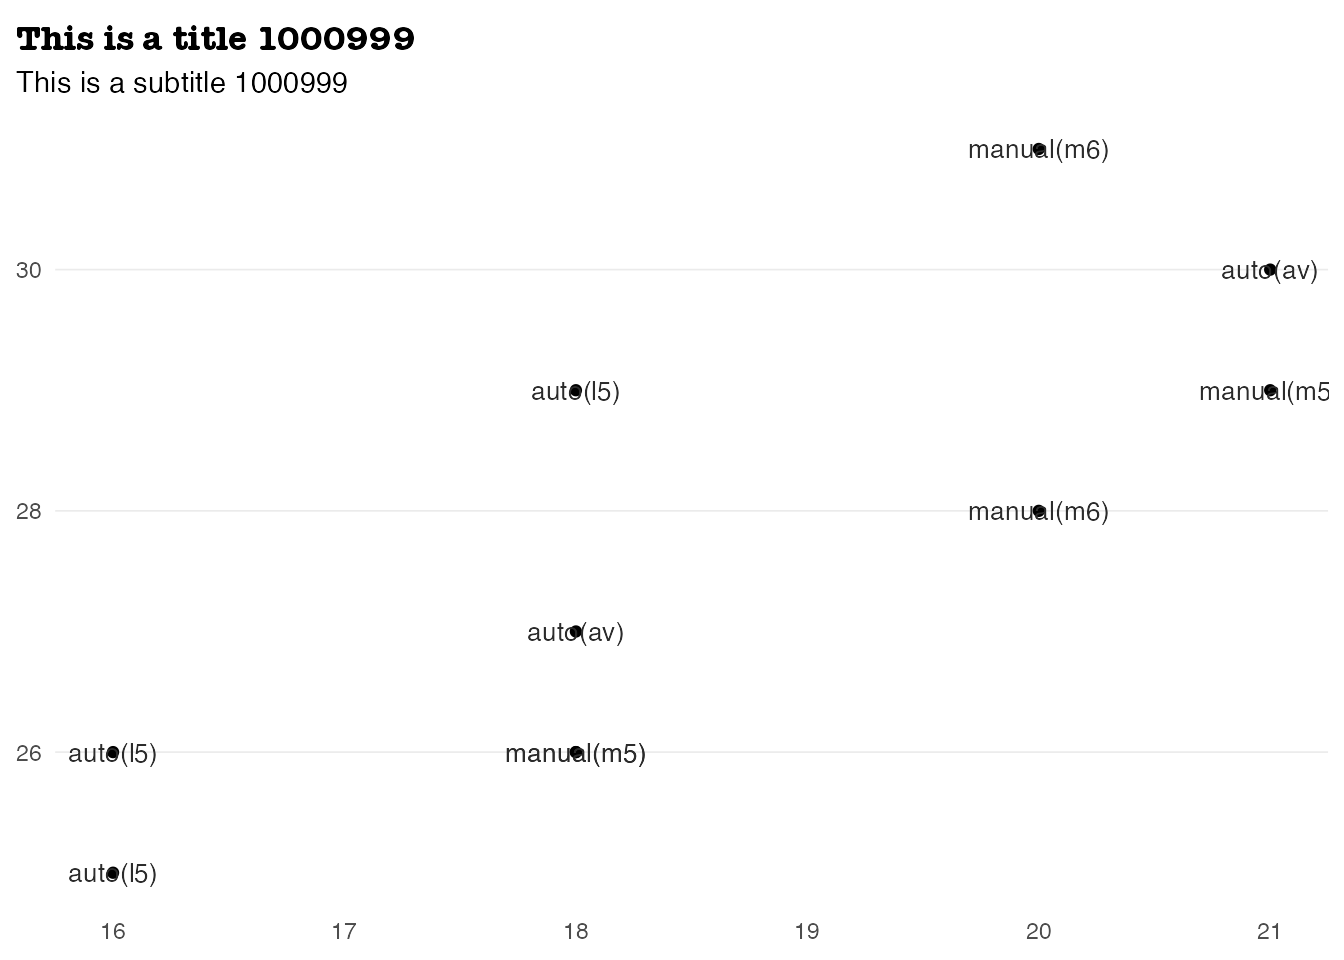 This is a title 1000999
This is a subtitle 1000999
manual(m6)
30
auto(av)
auto(l5)
manual(m5
28
manual(m6)
auto(av)
26
auto(l5)
manual(m5)
auto(l5)
16 17 18 19 20 21